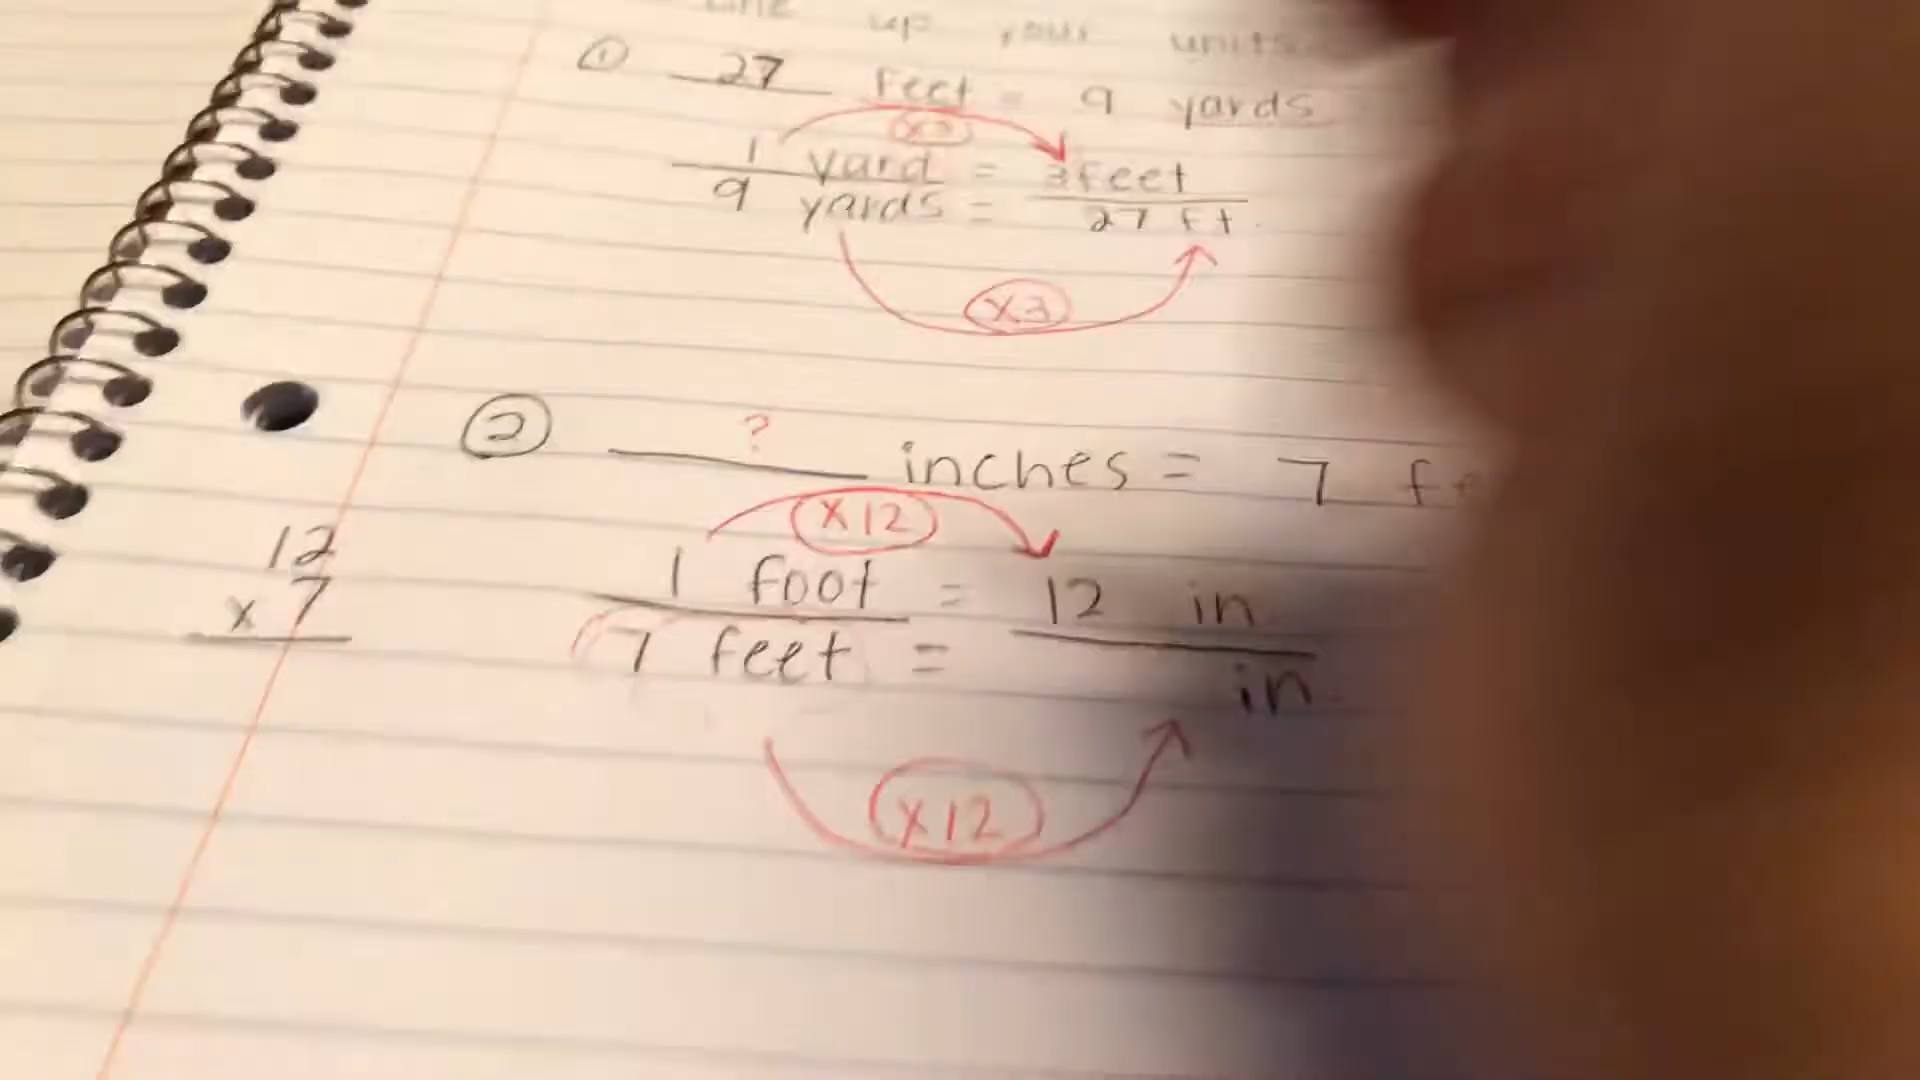 Line up your units
① 27 feet = 9 yards
x3
1 yard = 3 feet
9 yards = 27 ft.
x3
② ? inches = 7
x12
12
x 7
1 foot = 12 in
7 feet = in.
x12